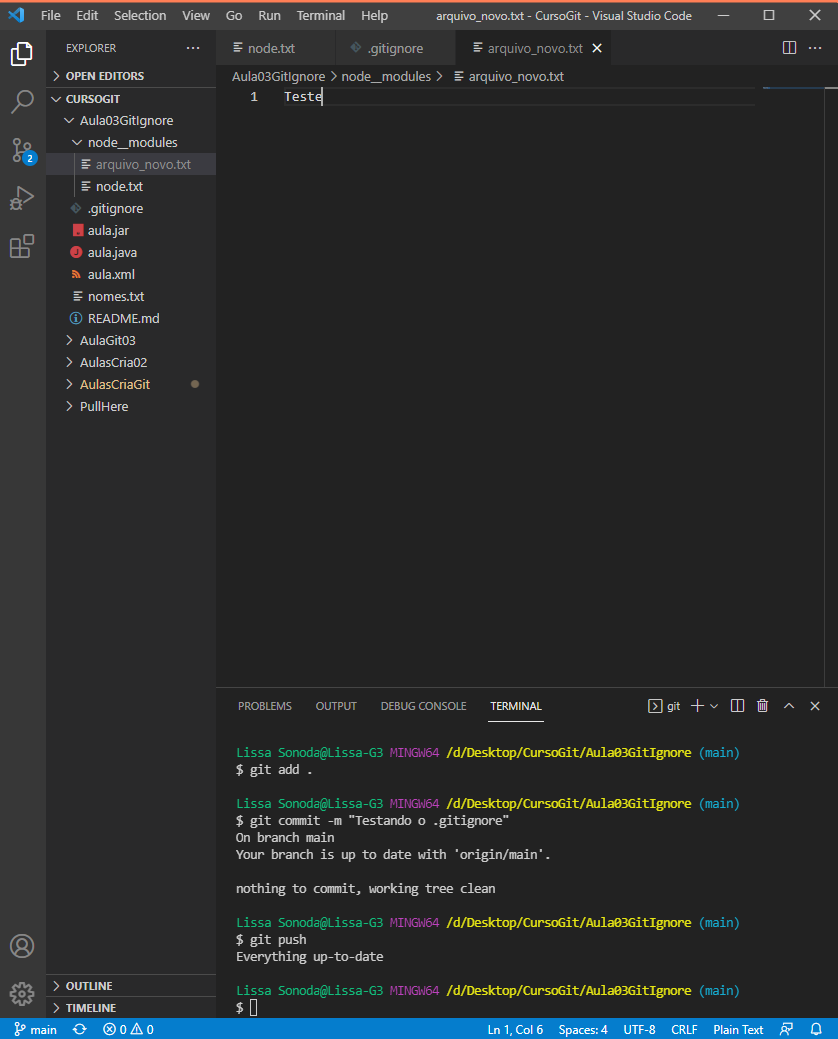 File Edit Selection View Go Run Terminal Help arquivo_novo.txt - CursoGit - Visual Studio Code
EXPLORER
node.txt .gitignore arquivo_novo.txt
OPEN EDITORS
Aula03GitIgnore > node__modules > arquivo_novo.txt
CURSOGIT
1 Teste
Aula03GitIgnore
node__modules
arquivo_novo.txt
node.txt
.gitignore
aula.jar
aula.java
aula.xml
nomes.txt
README.md
AulaGit03
AulasCria02
AulasCriaGit
PullHere
2
PROBLEMS OUTPUT DEBUG CONSOLE TERMINAL git
Lissa Sonoda@Lissa-G3 MINGW64 /d/Desktop/CursoGit/Aula03GitIgnore (main)
$ git add .
Lissa Sonoda@Lissa-G3 MINGW64 /d/Desktop/CursoGit/Aula03GitIgnore (main)
$ git commit -m "Testando o .gitignore"
On branch main
Your branch is up to date with 'origin/main'.
nothing to commit, working tree clean
Lissa Sonoda@Lissa-G3 MINGW64 /d/Desktop/CursoGit/Aula03GitIgnore (main)
$ git push
Everything up-to-date
Lissa Sonoda@Lissa-G3 MINGW64 /d/Desktop/CursoGit/Aula03GitIgnore (main)
$
OUTLINE
TIMELINE
main 0 0 Ln 1, Col 6 Spaces: 4 UTF-8 CRLF Plain Text